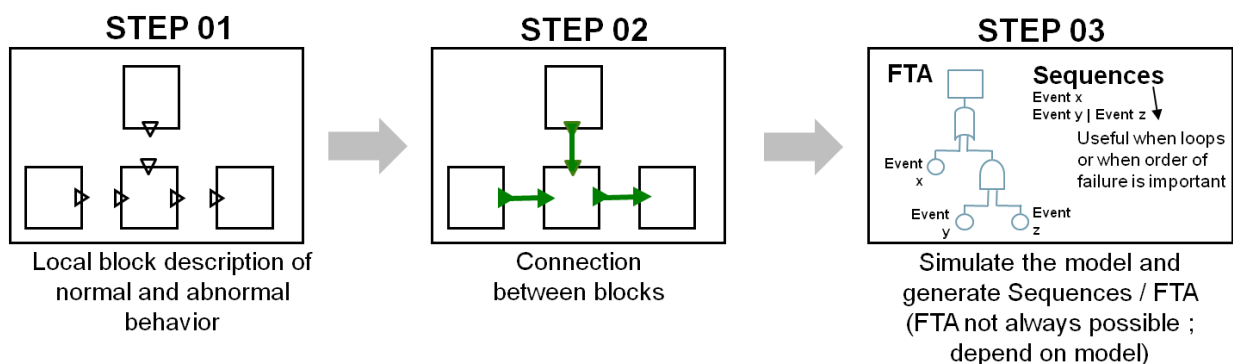 STEP 01
Local block description of
normal and abnormal
behavior
STEP 02
Connection
between blocks
STEP 03
FTA
Event
x
Event
y
Event
z
Sequences
Event x
Event y | Event z
Useful when loops
or when order of
failure is important
Simulate the model and
generate Sequences / FTA
(FTA not always possible ;
depend on model)